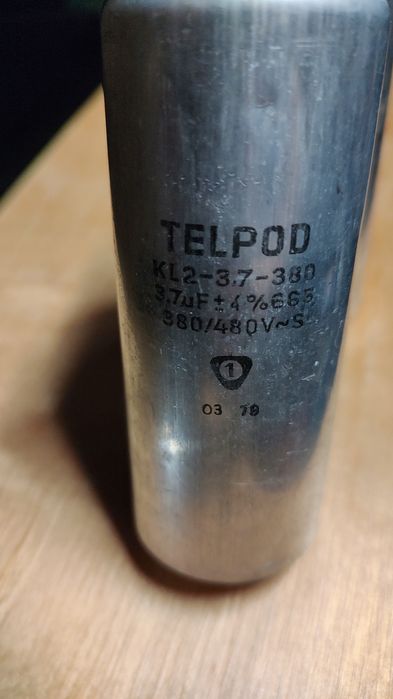 TELPOD
KL2-3,7-380
3,7µF±4%665
380/480V~S
1
03 79